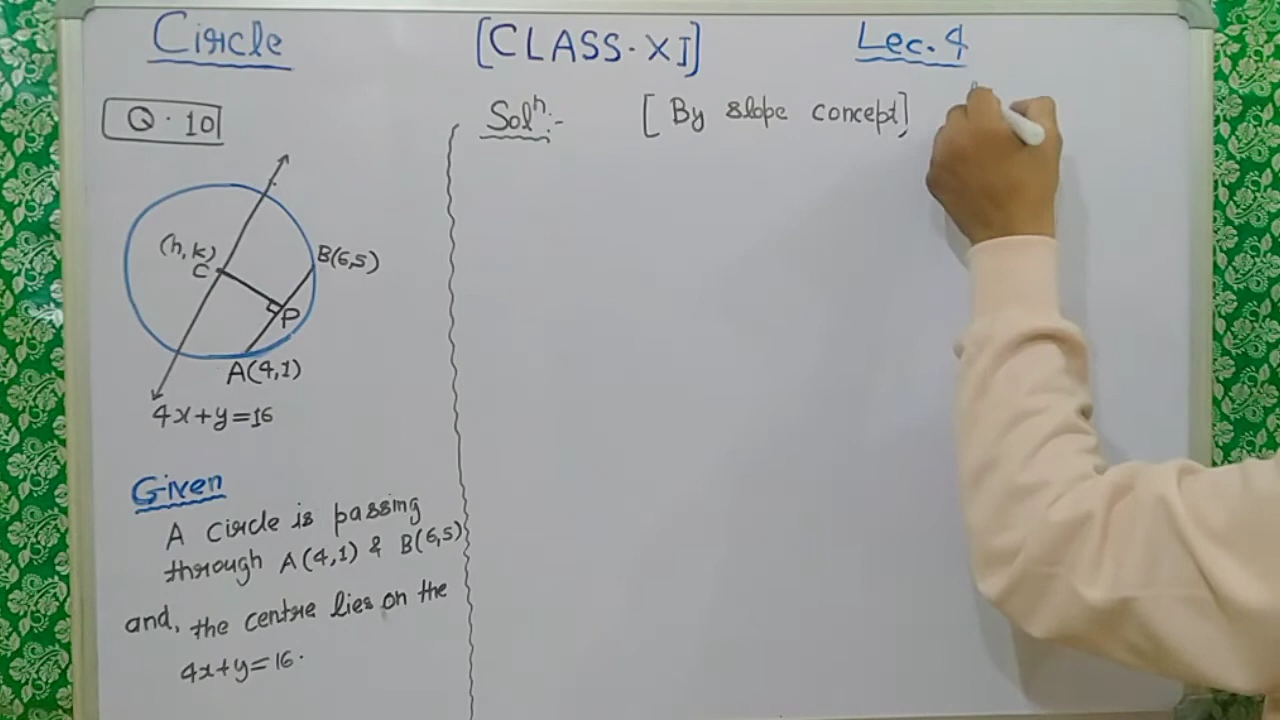 Circle [CLASS-XI] Lec. 4
Q. 10
Solⁿ:- [By slope concept]
(h, k)
C
B(6,5)
P
A(4,1)
4x+y=16
Given
A circle is passing
through A(4,1) & B(6,5)
and, the centre lies on the
4x+y=16.